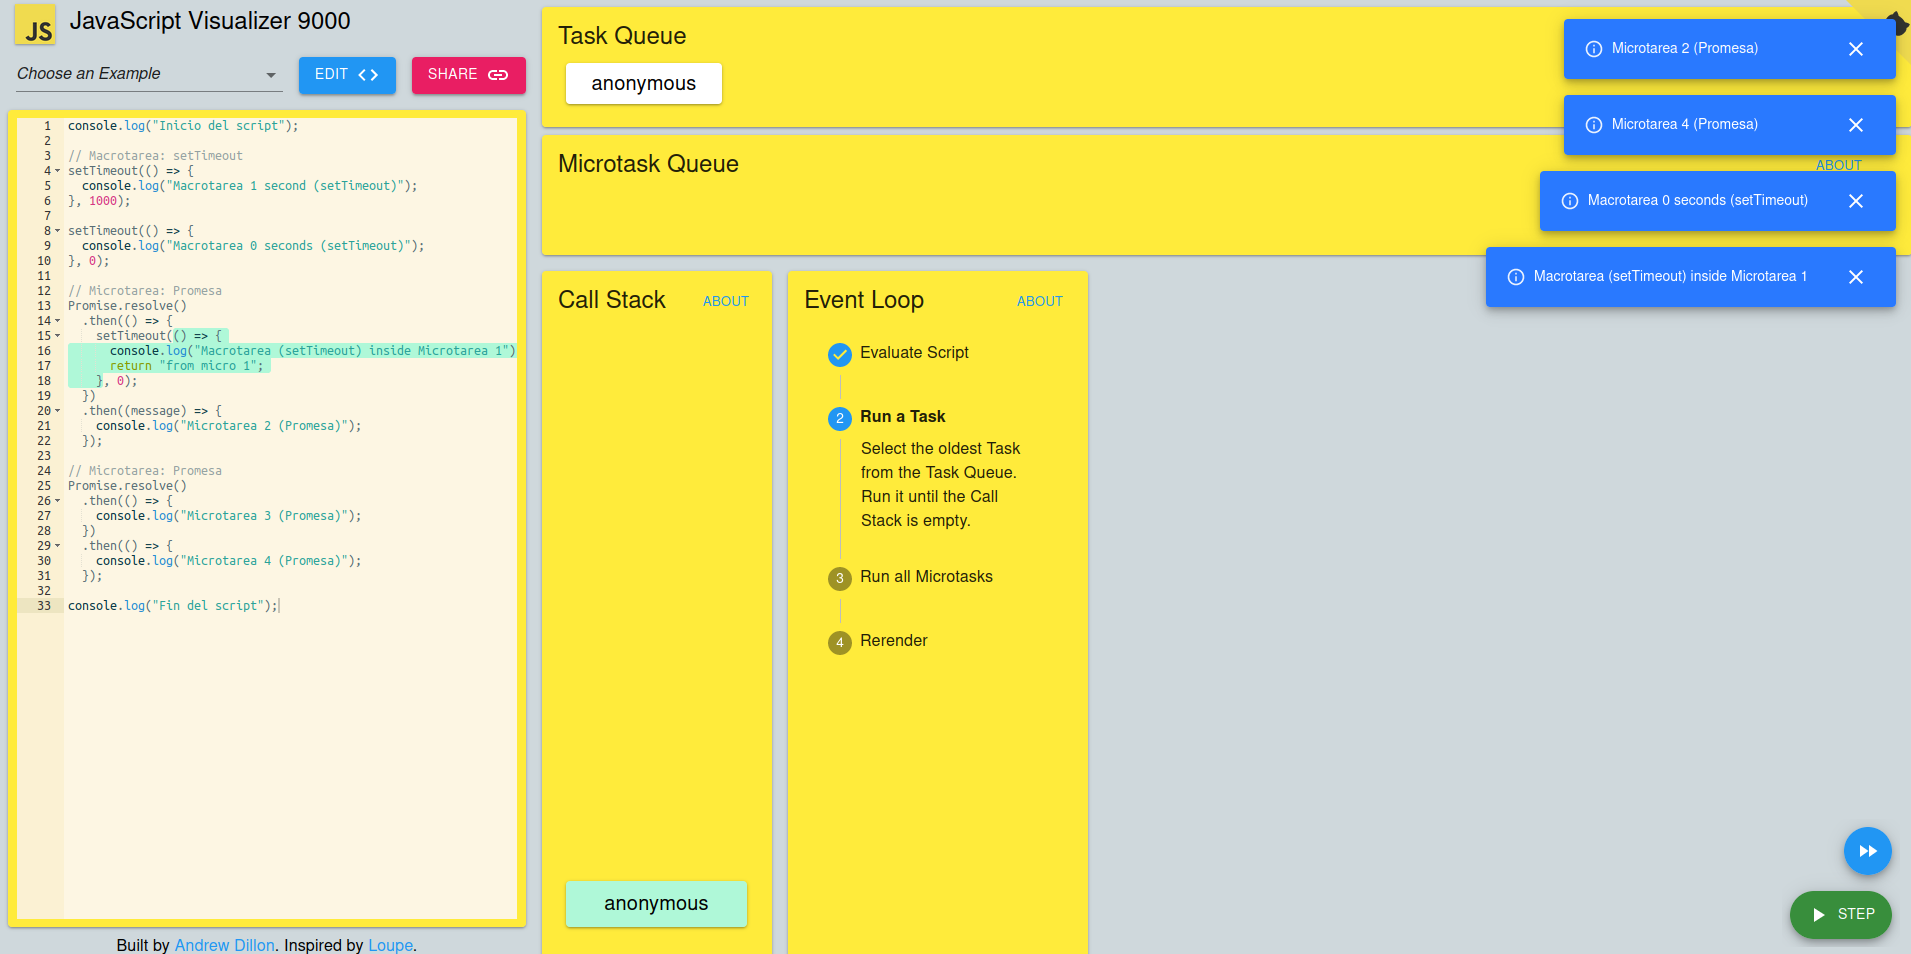 JS
JavaScript Visualizer 9000
Choose an Example
EDIT
SHARE
1 console.log("Inicio del script");
2
3 // Macrotarea: setTimeout
4 setTimeout(() => {
5 console.log("Macrotarea 1 second (setTimeout)");
6 }, 1000);
7
8 setTimeout(() => {
9 console.log("Macrotarea 0 seconds (setTimeout)");
10 }, 0);
11
12 // Microtarea: Promesa
13 Promise.resolve()
14 .then(() => {
15 setTimeout(() => {
16 console.log("Macrotarea (setTimeout) inside Microtarea 1")
17 return "from micro 1";
18 }, 0);
19 })
20 .then((message) => {
21 console.log("Microtarea 2 (Promesa)");
22 });
23
24 // Microtarea: Promesa
25 Promise.resolve()
26 .then(() => {
27 console.log("Microtarea 3 (Promesa)");
28 })
29 .then(() => {
30 console.log("Microtarea 4 (Promesa)");
31 });
32
33 console.log("Fin del script");
Built by Andrew Dillon. Inspired by Loupe.
Task Queue
anonymous
Microtask Queue
ABOUT
Call Stack
ABOUT
anonymous
Event Loop
ABOUT
Evaluate Script
2 Run a Task
Select the oldest Task
from the Task Queue.
Run it until the Call
Stack is empty.
3 Run all Microtasks
4 Rerender
Microtarea 2 (Promesa)
Microtarea 4 (Promesa)
Macrotarea 0 seconds (setTimeout)
Macrotarea (setTimeout) inside Microtarea 1
STEP